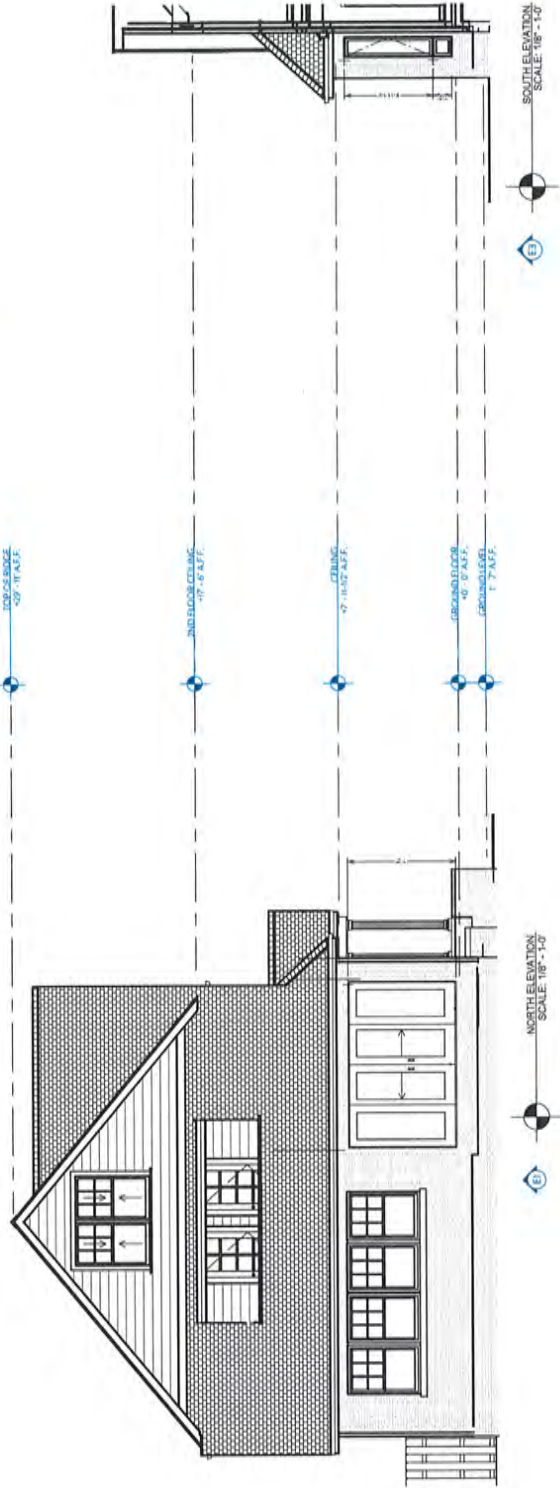 TOP OF RIDGE
+29' - 11" A.F.F.
2ND FLOOR CEILING
+17' - 6" A.F.F.
CEILING
+7' - 11-1/2" A.F.F.
GROUND FLOOR
+0' - 0" A.F.F.
GROUND LEVEL
1' 7" A.F.F.
E1
NORTH ELEVATION
SCALE: 1/8" - 1-0'
E3
SOUTH ELEVATION
SCALE: 1/8" - 1-0'